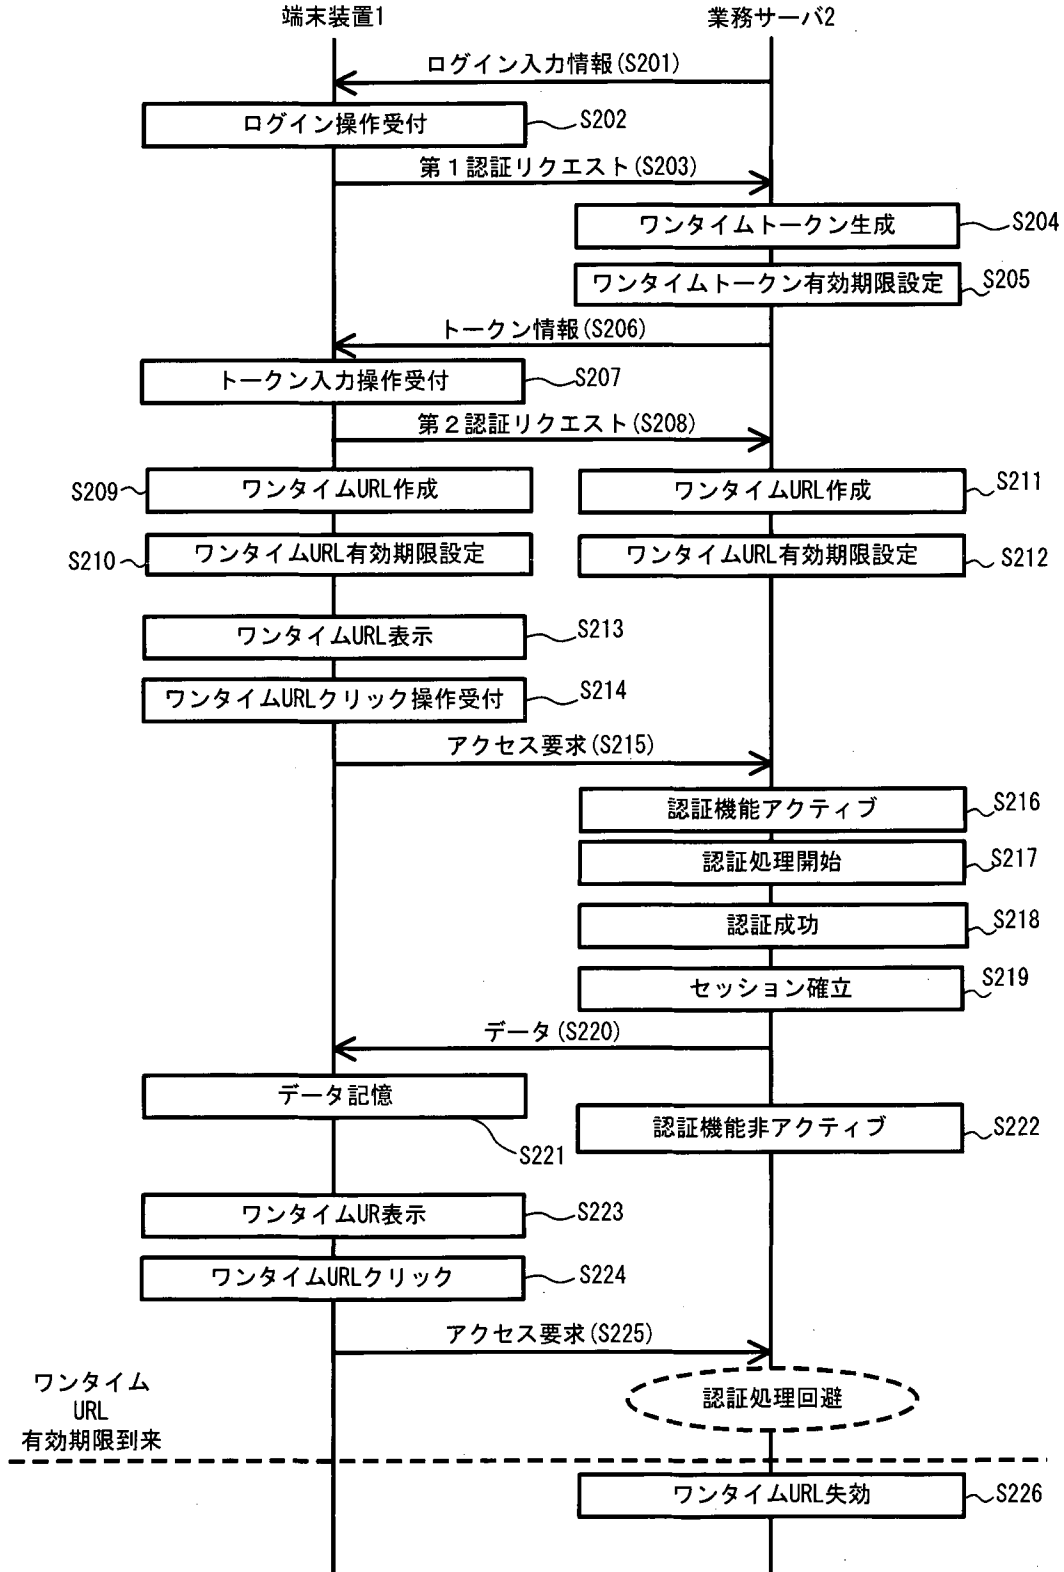 端末装置1
業務サーバ2
ログイン入力情報(S201)
ログイン操作受付
S202
第1認証リクエスト(S203)
ワンタイムトークン生成
S204
ワンタイムトークン有効期限設定
S205
トークン情報(S206)
トークン入力操作受付
S207
第2認証リクエスト(S208)
S209
ワンタイムURL作成
ワンタイムURL作成
S211
S210
ワンタイムURL有効期限設定
ワンタイムURL有効期限設定
S212
ワンタイムURL表示
S213
ワンタイムURLクリック操作受付
S214
アクセス要求(S215)
認証機能アクティブ
S216
認証処理開始
S217
認証成功
S218
セッション確立
S219
データ(S220)
データ記憶
S221
認証機能非アクティブ
S222
ワンタイムUR表示
S223
ワンタイムURLクリック
S224
アクセス要求(S225)
認証処理回避
ワンタイム
URL
有効期限到来
ワンタイムURL失効
S226